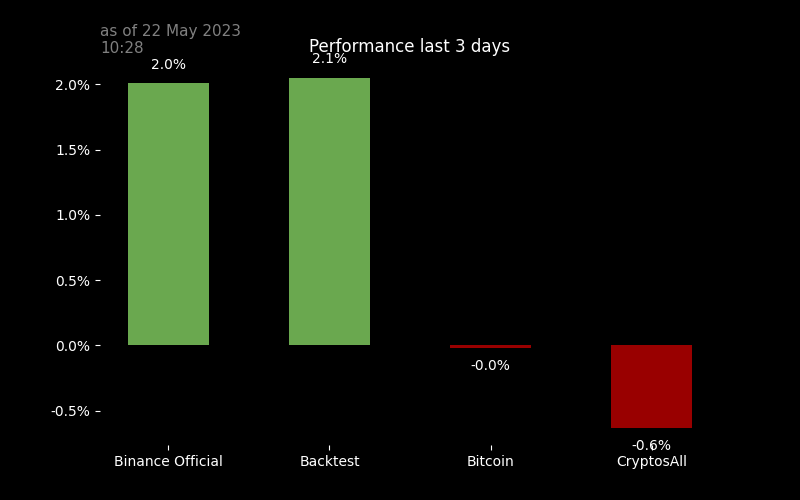 as of 22 May 2023
10:28
Performance last 3 days
2.0%
2.1%
2.0%
1.5%
1.0%
0.5%
0.0%
-0.5%
-0.0%
-0.6%
Binance Official
Backtest
Bitcoin
CryptosAll